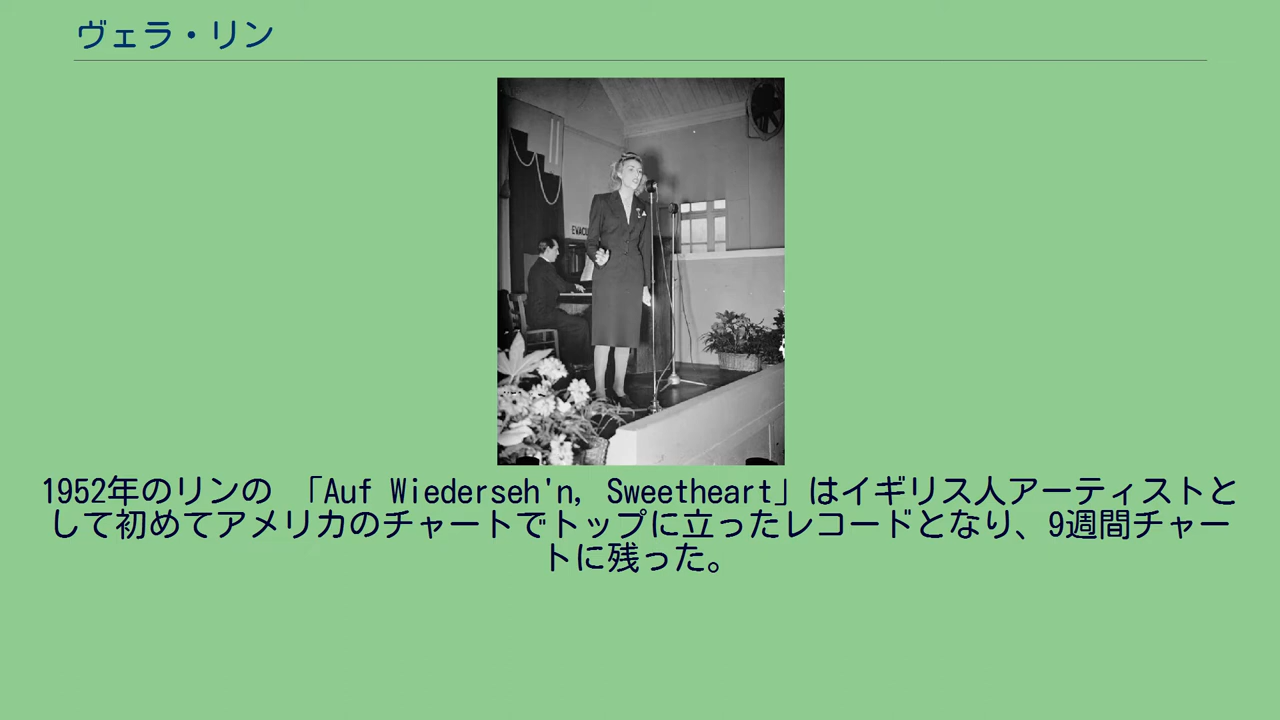 ヴェラ・リン
EVACU
1952年のリンの 「Auf Wiederseh'n, Sweetheart」はイギリス人アーティストと
して初めてアメリカのチャートでトップに立ったレコードとなり、9週間チャー
トに残った。